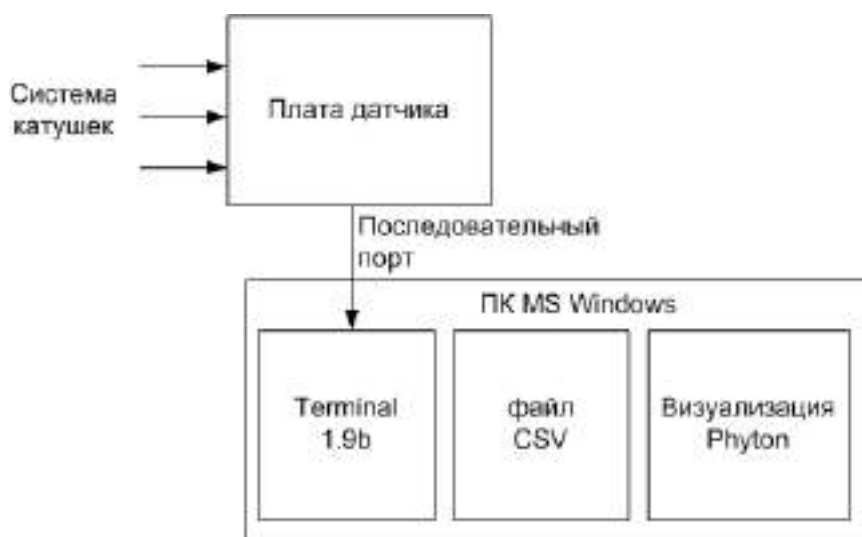 Система
катушек
Плата датчика
Последовательный
порт
ПК MS Windows
Terminal
1.9b
файл
CSV
Визуализация
Phyton